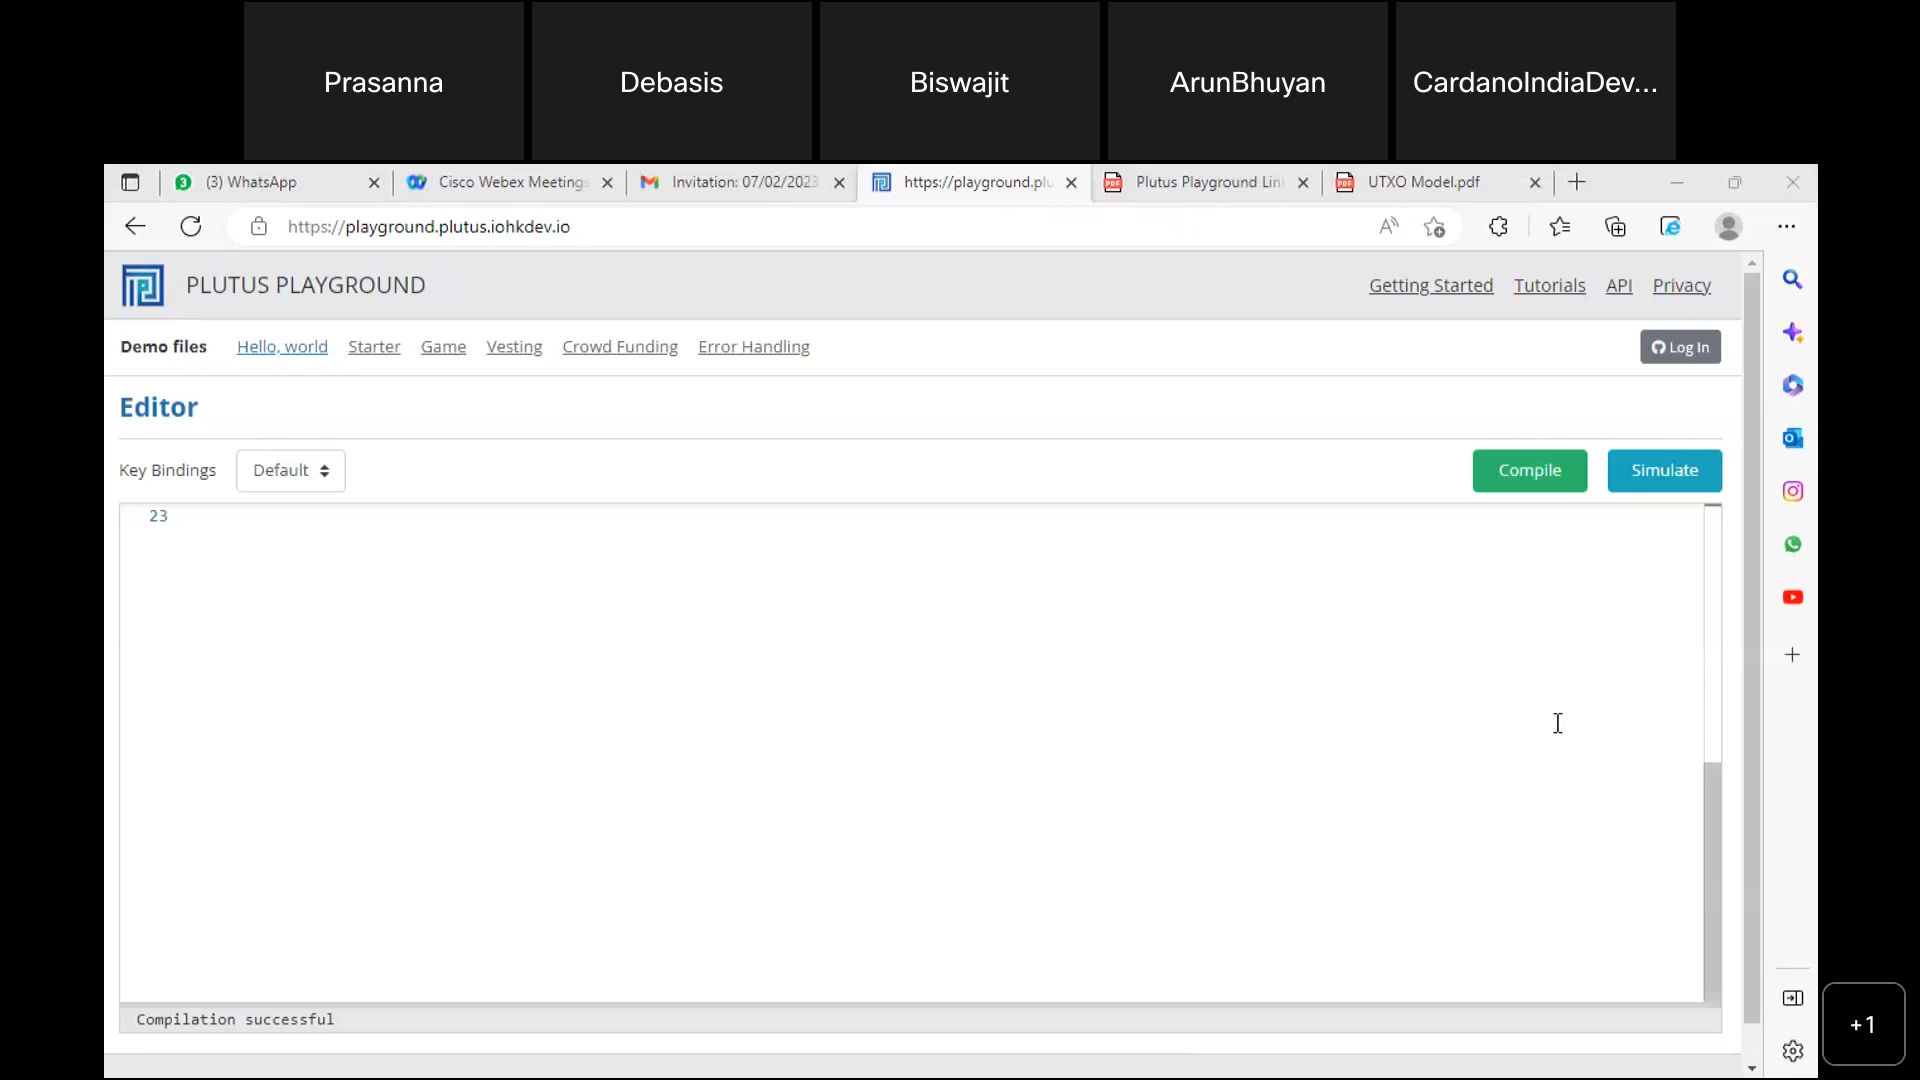 Prasanna
Debasis
Biswajit
ArunBhuyan
CardanoIndiaDev...
3 (3) WhatsApp
Cisco Webex Meetings
Invitation: 07/02/2023
https://playground.plu
Plutus Playground Lin
UTXO Model.pdf
https://playground.plutus.iohkdev.io
PLUTUS PLAYGROUND
Getting Started
Tutorials
API
Privacy
Demo files
Hello, world
Starter
Game
Vesting
Crowd Funding
Error Handling
Log In
Editor
Key Bindings
Default
Compile
Simulate
23
Compilation successful
+1